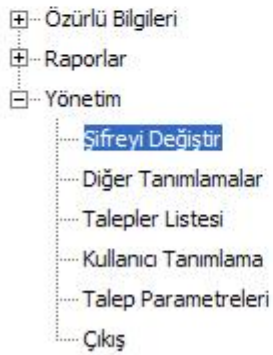 Özürlü Bilgileri
Raporlar
Yönetim
Şifreyi Değiştir
Diğer Tanımlamalar
Talepler Listesi
Kullanıcı Tanımlama
Talep Parametreleri
Çıkış